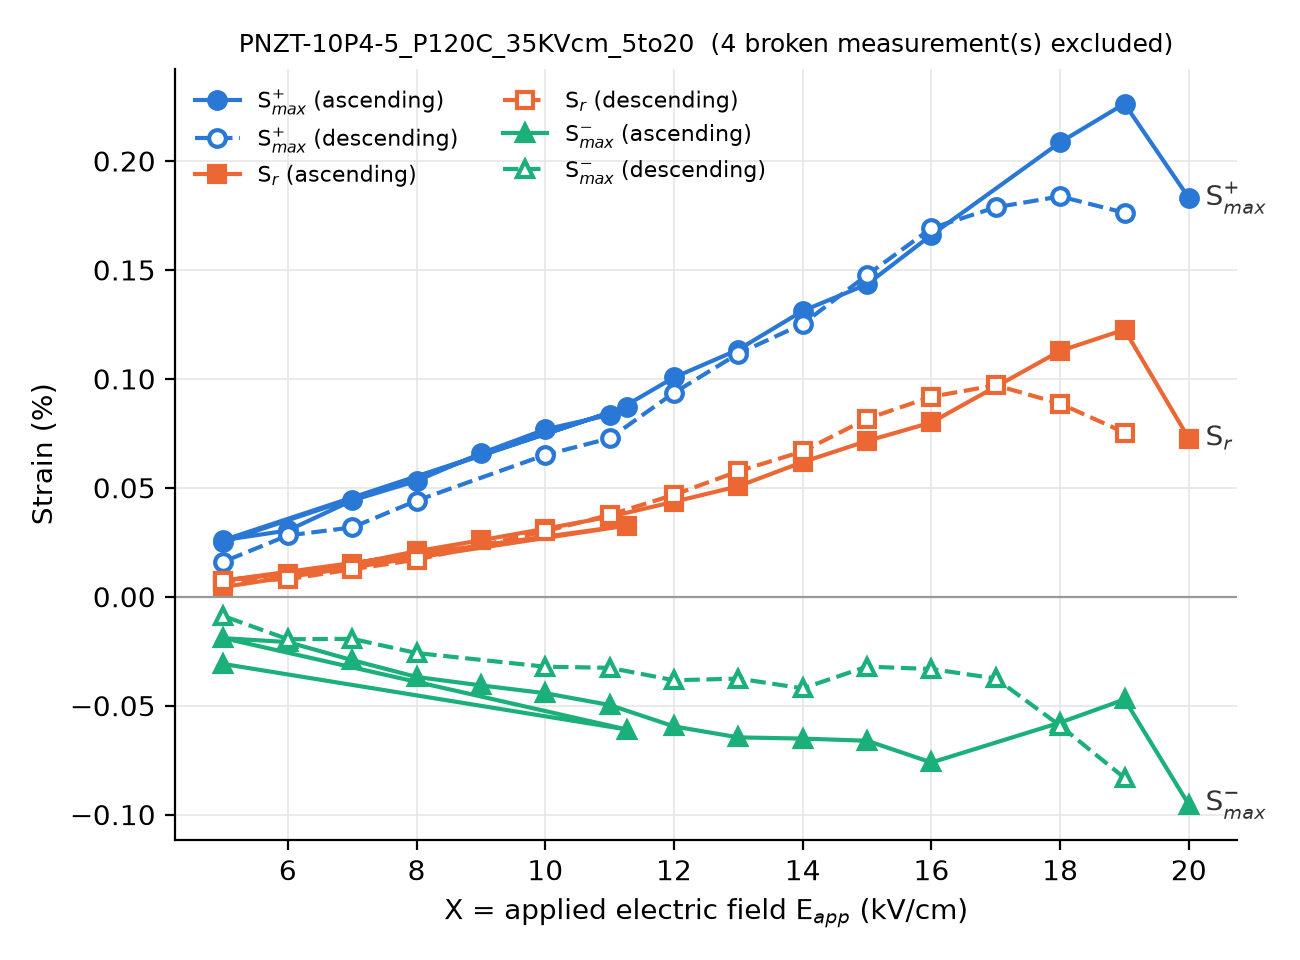 PNZT-10P4-5_P120C_35KVcm_5to20 (4 broken measurement(s) excluded)
S⁺max (ascending)
S⁺max (descending)
Sr (ascending)
Sr (descending)
S⁻max (ascending)
S⁻max (descending)
0.20
0.15
0.10
0.05
0.00
−0.05
−0.10
Strain (%)
S⁺max
Sr
S⁻max
6 8 10 12 14 16 18 20
X = applied electric field Eapp (kV/cm)